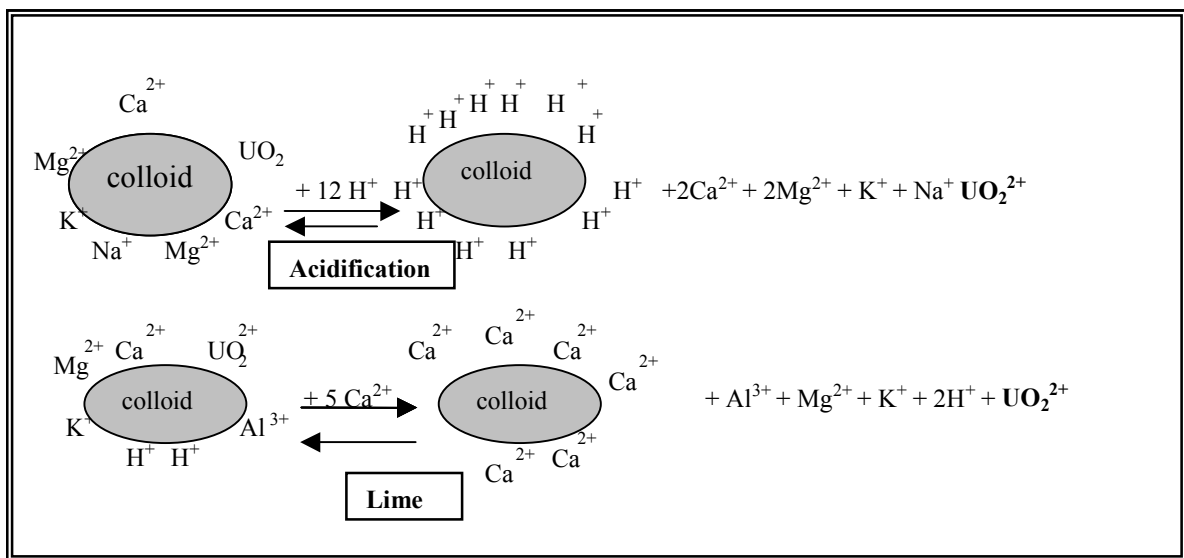 Ca²⁺
Mg²⁺
UO₂
colloid
K⁺
Na⁺
Mg²⁺
Ca²⁺
+ 12 H⁺
Acidification
H⁺ H⁺ H⁺ H⁺ H⁺ H⁺
colloid
H⁺ H⁺
H⁺ H⁺
H⁺ H⁺
+2Ca²⁺ + 2Mg²⁺ + K⁺ + Na⁺ UO₂²⁺
Mg²⁺ Ca²⁺ UO₂²⁺
colloid
K⁺ Al³⁺
H⁺ H⁺
+ 5 Ca²⁺
Lime
Ca²⁺ Ca²⁺ Ca²⁺
Ca²⁺
colloid
Ca²⁺ Ca²⁺
+ Al³⁺ + Mg²⁺ + K⁺ + 2H⁺ + UO₂²⁺